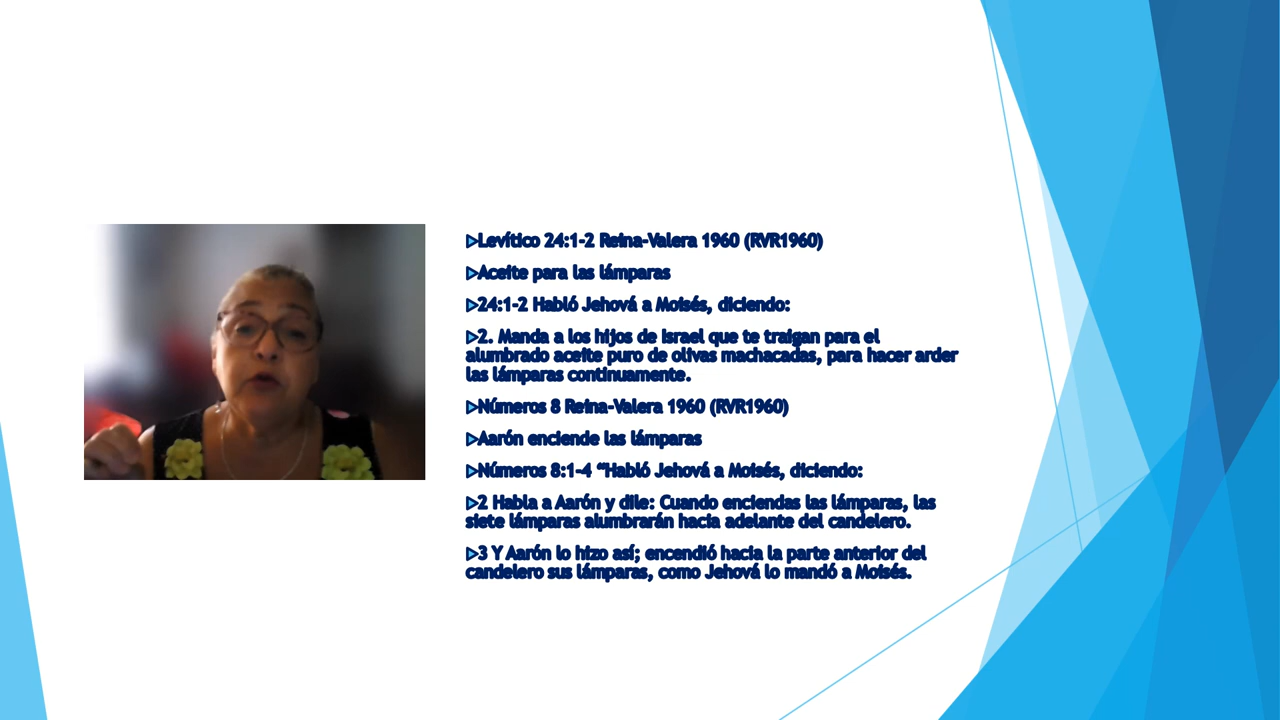 Levítico 24:1-2 Reina-Valera 1960 (RVR1960)
Aceite para las lámparas
24:1-2 Habló Jehová a Moisés, diciendo:
2. Manda a los hijos de Israel que te traigan para el
alumbrado aceite puro de olivas machacadas, para hacer arder
las lámparas continuamente.
Números 8 Reina-Valera 1960 (RVR1960)
Aarón enciende las lámparas
Números 8:1-4 “Habló Jehová a Moisés, diciendo:
2 Habla a Aarón y dile: Cuando enciendas las lámparas, las
siete lámparas alumbrarán hacia adelante del candelero.
3 Y Aarón lo hizo así; encendió hacia la parte anterior del
candelero sus lámparas, como Jehová lo mandó a Moisés.